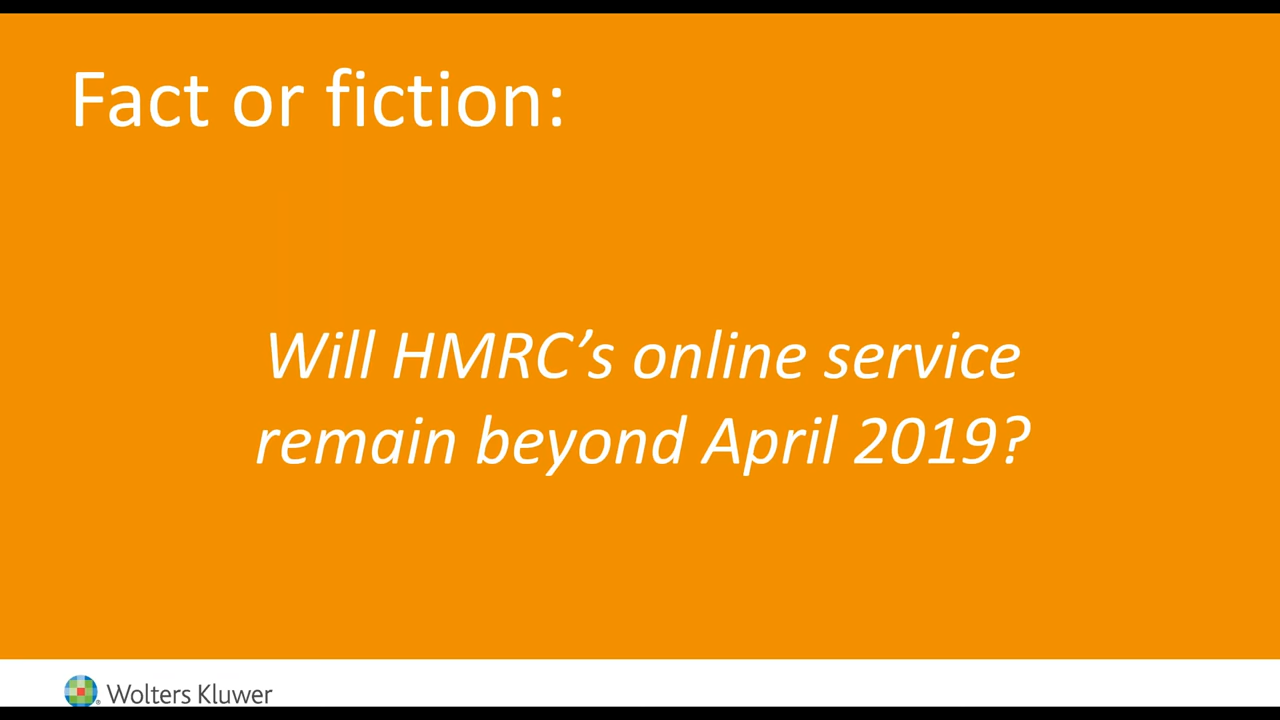 Fact or fiction:
Will HMRC’s online service
remain beyond April 2019?
Wolters Kluwer